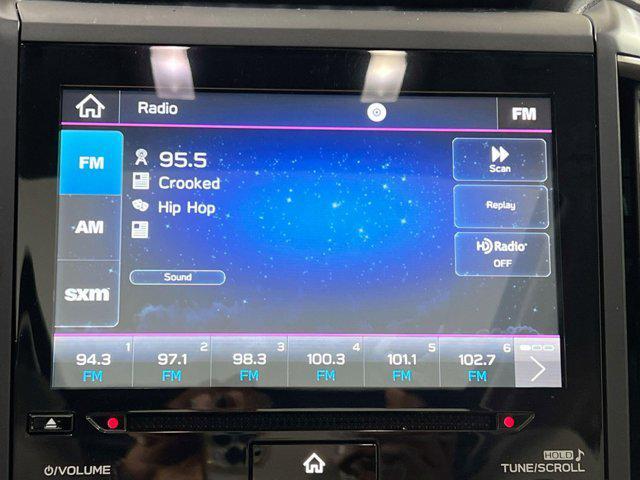 Radio
FM
FM
95.5
Scan
Crooked
AM
Hip Hop
Replay
HD Radio
OFF
sxm
Sound
1 2 3 4 5 6
94.3 97.1 98.3 100.3 101.1 102.7
FM FM FM FM FM FM
HOLD
/VOLUME
TUNE/SCROLL